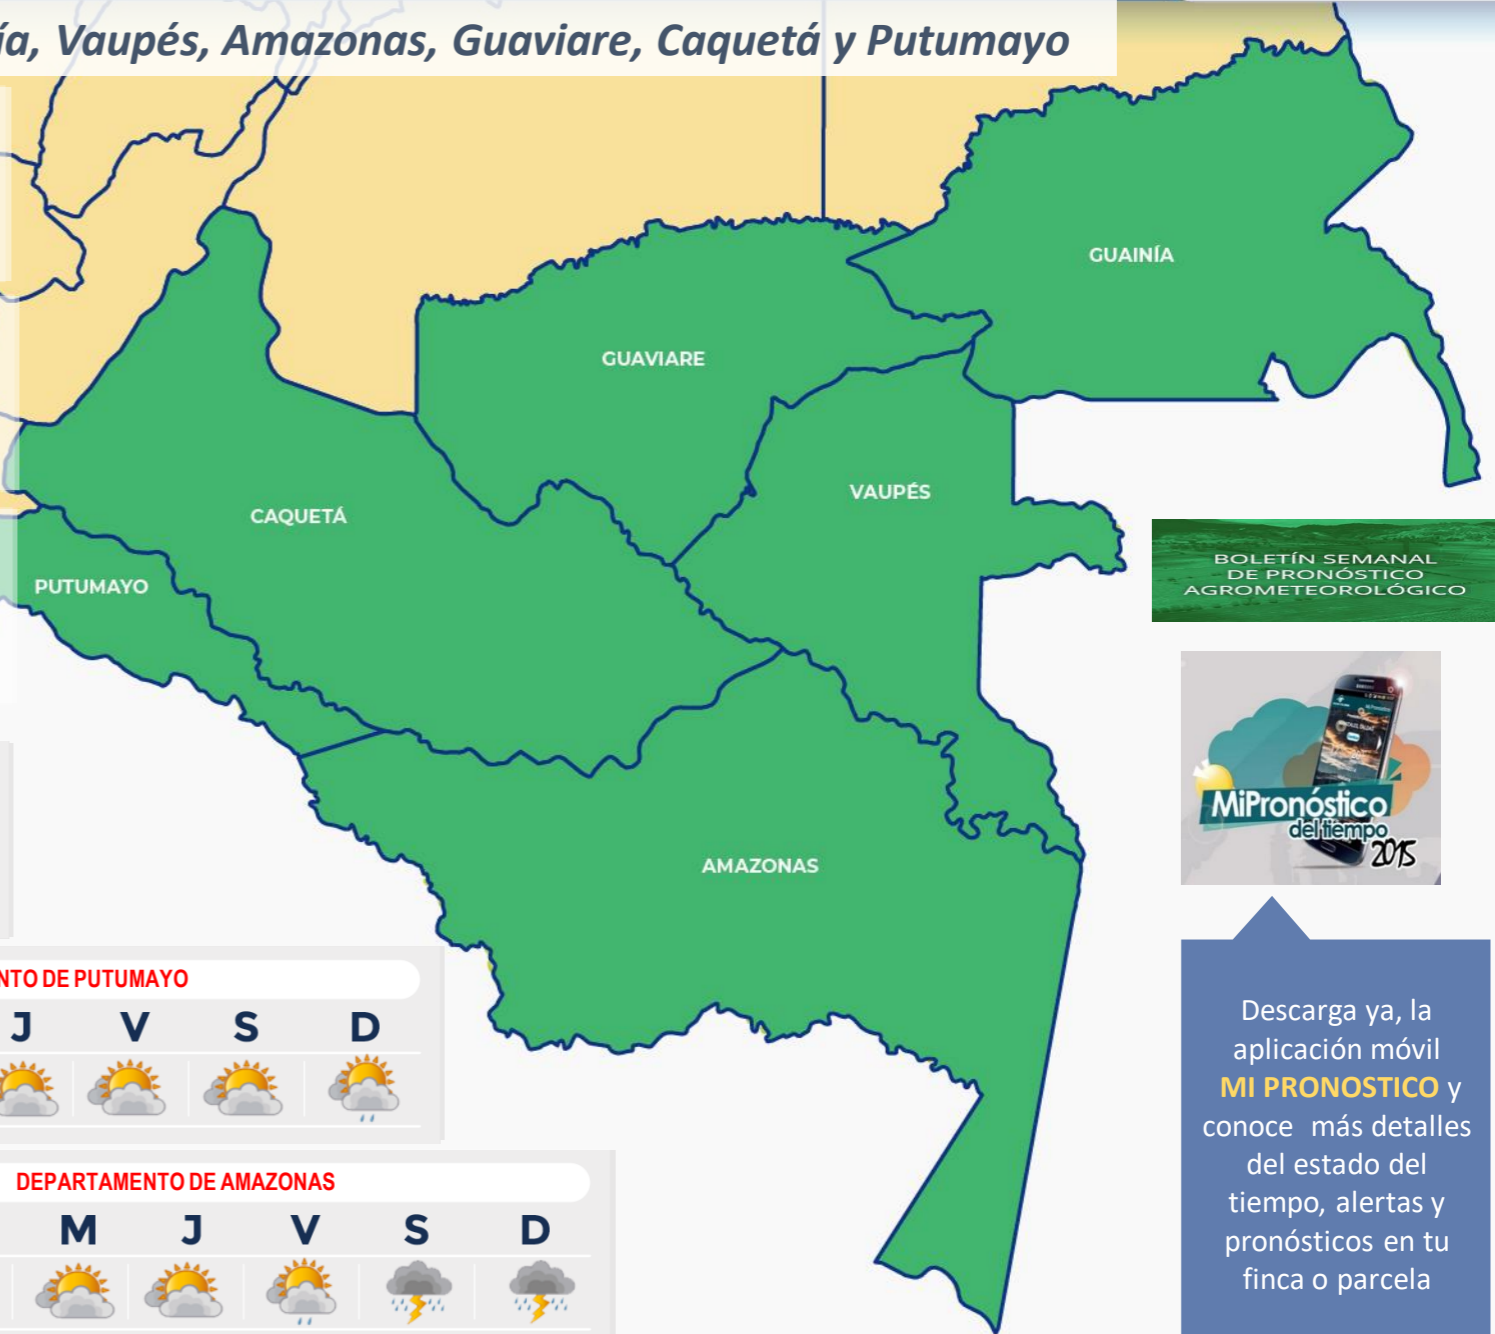 ía, Vaupés, Amazonas, Guaviare, Caquetá y Putumayo
GUAINÍA
GUAVIARE
VAUPÉS
CAQUETÁ
PUTUMAYO
AMAZONAS
BOLETÍN SEMANAL
DE PRONÓSTICO
AGROMETEOROLÓGICO
MiPronóstico
del tiempo
2015
Descarga ya, la
aplicación móvil
MI PRONOSTICO y
conoce más detalles
del estado del
tiempo, alertas y
pronósticos en tu
finca o parcela
NTO DE PUTUMAYO
J V S D
DEPARTAMENTO DE AMAZONAS
M J V S D